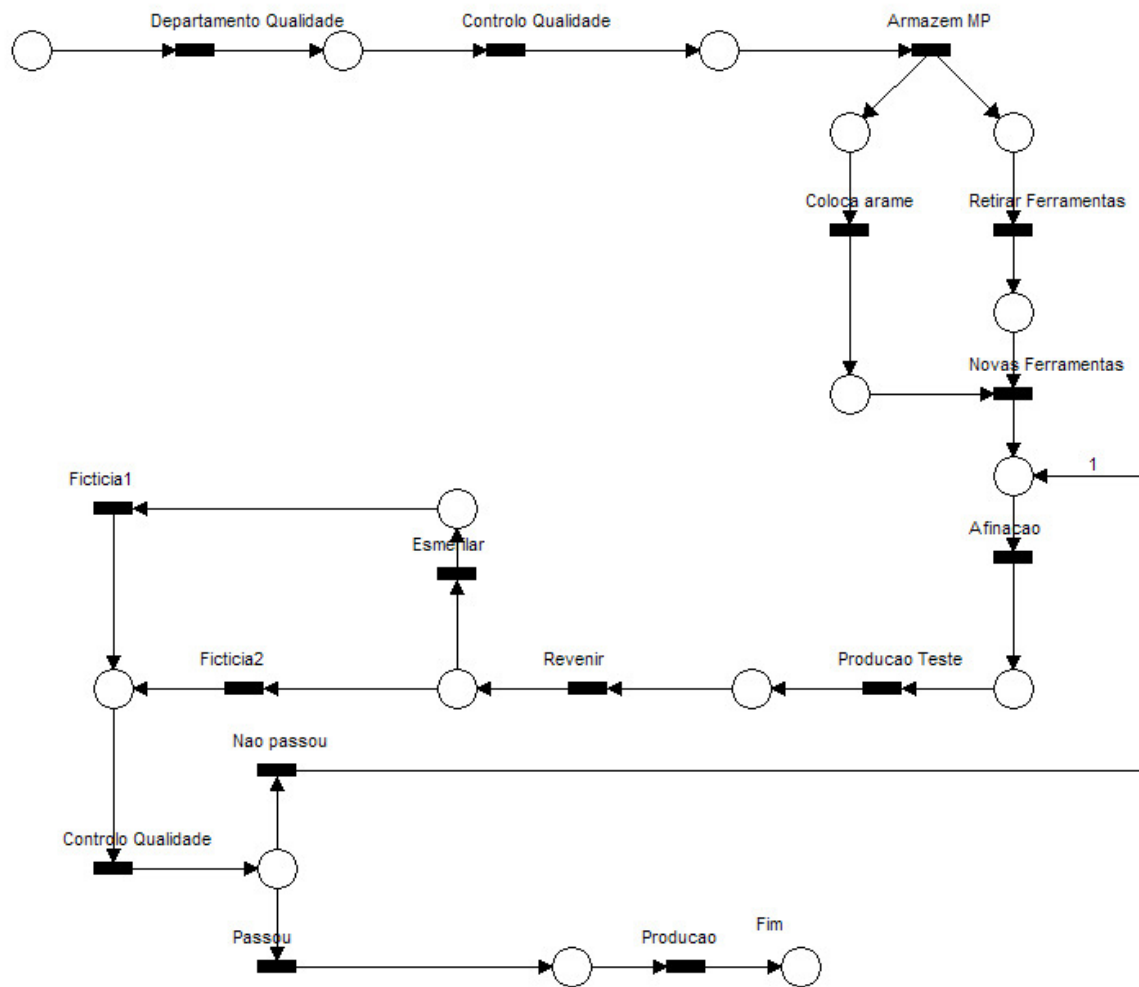 Departamento Qualidade
Controlo Qualidade
Armazem MP
Coloca arame
Retirar Ferramentas
Novas Ferramentas
1
Ficticia1
Afinacao
Esmerilar
Ficticia2
Revenir
Producao Teste
Nao passou
Controlo Qualidade
Passou
Producao
Fim